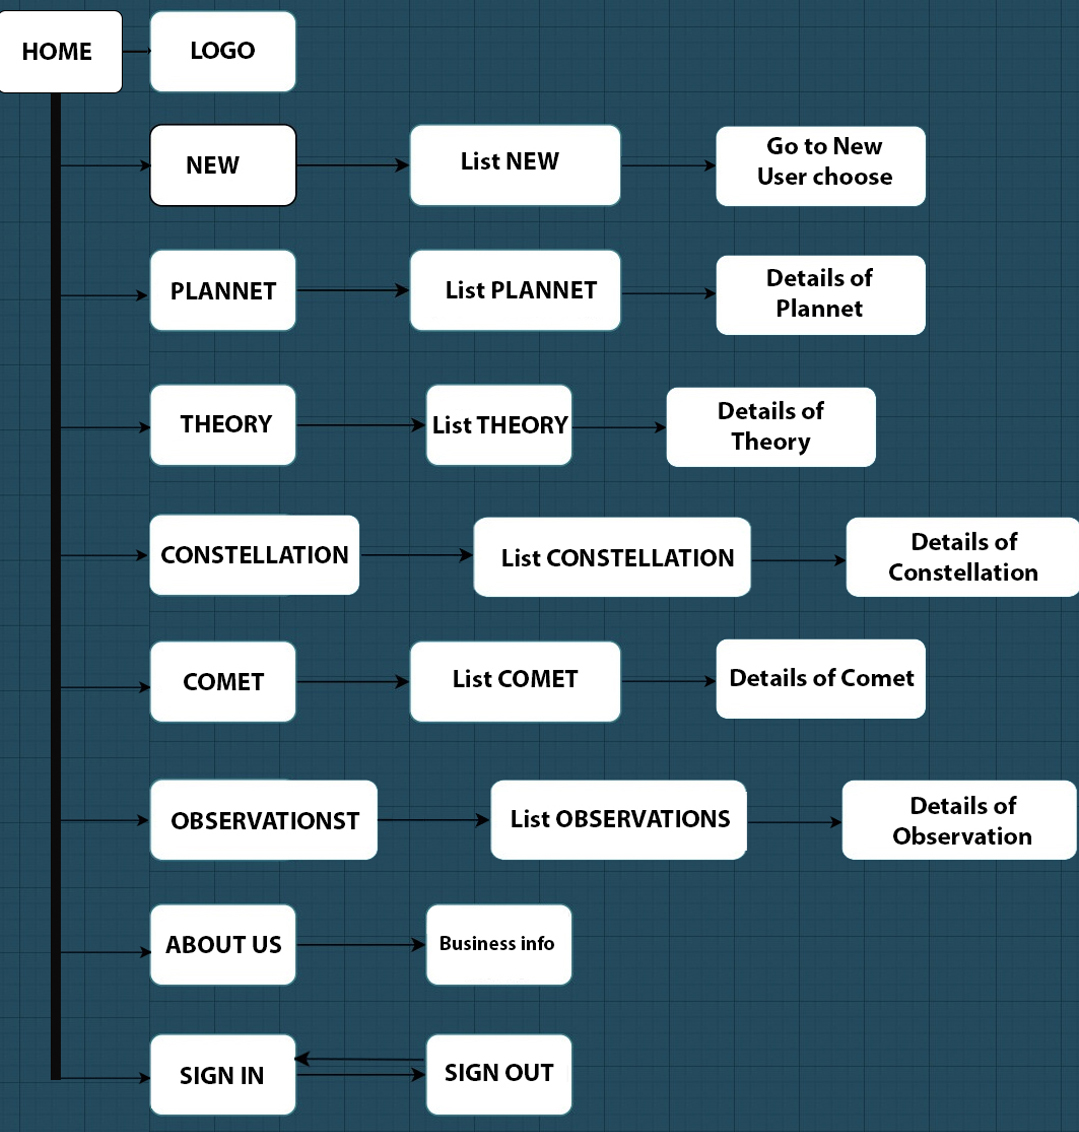 HOME
LOGO
NEW
List NEW
Go to New
User choose
PLANNET
List PLANNET
Details of
Plannet
THEORY
List THEORY
Details of
Theory
CONSTELLATION
List CONSTELLATION
Details of
Constellation
COMET
List COMET
Details of Comet
OBSERVATIONST
List OBSERVATIONS
Details of
Observation
ABOUT US
Business info
SIGN IN
SIGN OUT